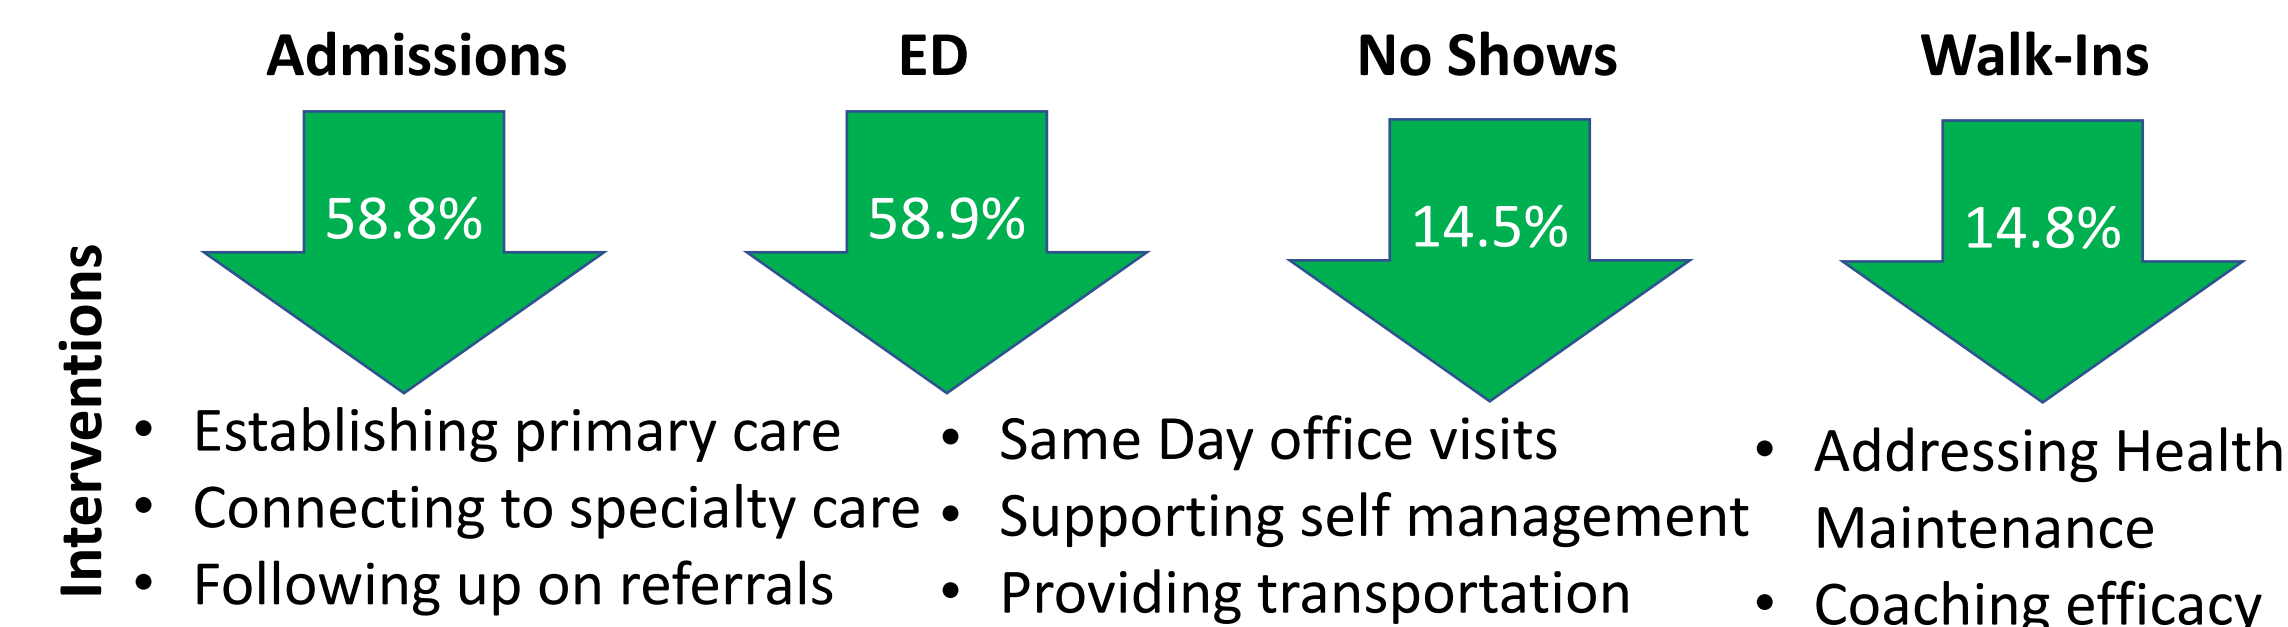 Admissions
ED
No Shows
Walk-Ins
58.8%
58.9%
14.5%
14.8%
Interventions
• Establishing primary care
• Connecting to specialty care
• Following up on referrals
• Same Day office visits
• Supporting self management
• Providing transportation
• Addressing Health
Maintenance
• Coaching efficacy